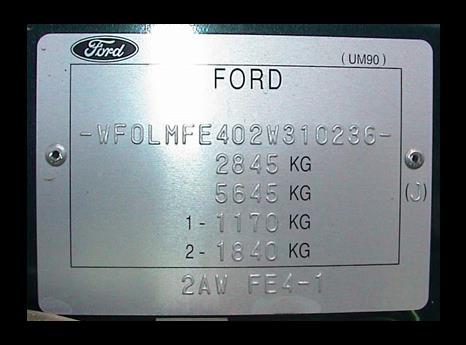 Ford
(UM90)
FORD
-WF0LMFE402W310236-
2845 KG
5645 KG
(J)
1-1170 KG
2-1840 KG
2AW FE4-1